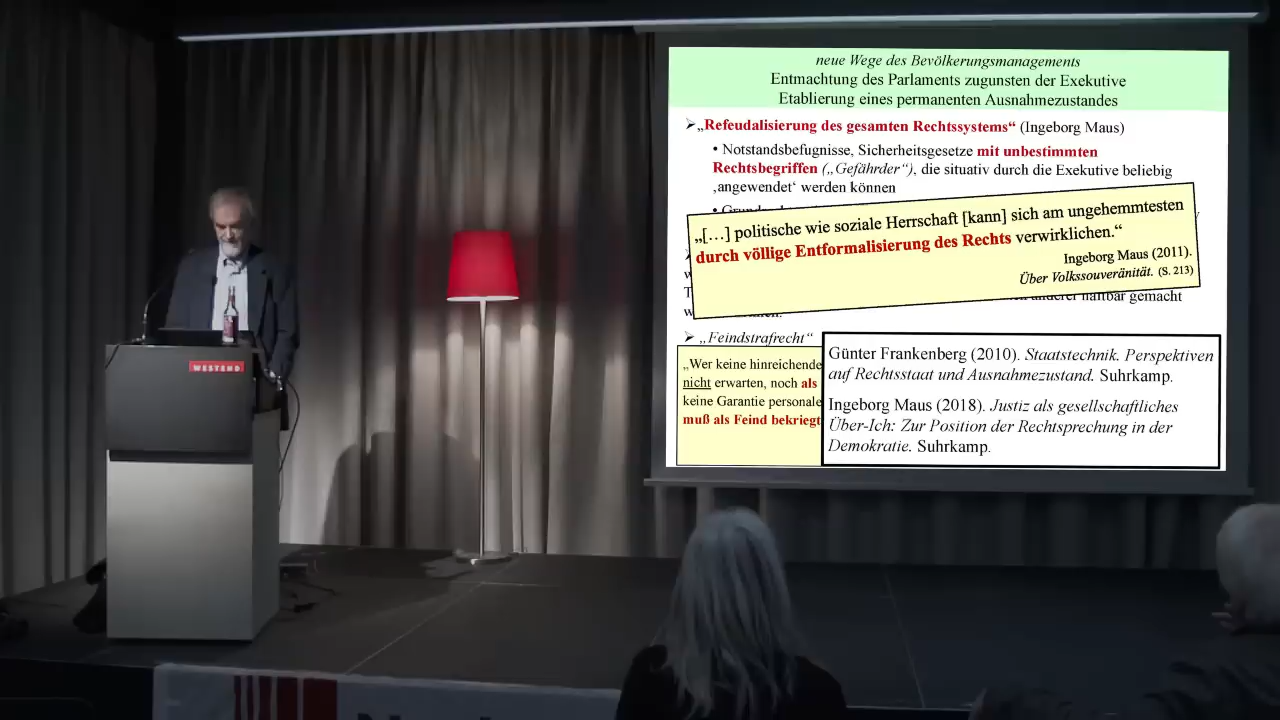 neue Wege des Bevölkerungsmanagements
Entmachtung des Parlaments zugunsten der Exekutive
Etablierung eines permanenten Ausnahmezustandes
➢„Refeudalisierung des gesamten Rechtssystems“ (Ingeborg Maus)
• Notstandsbefugnisse, Sicherheitsgesetze mit unbestimmten
Rechtsbegriffen („Gefährder“), die situativ durch die Exekutive beliebig
‚angewendet‘ werden können
„[…] politische wie soziale Herrschaft [kann] sich am ungehemmtesten
durch völlige Entformalisierung des Rechts verwirklichen.“
Ingeborg Maus (2011).
Über Volkssouveränität. (S. 213)
haftbar gemacht
➢ „Feindstrafrecht“
„Wer keine hinreichende
nicht erwarten, noch als
keine Garantie personale
muß als Feind bekriegt
Günter Frankenberg (2010). Staatstechnik. Perspektiven
auf Rechtsstaat und Ausnahmezustand. Suhrkamp.
Ingeborg Maus (2018). Justiz als gesellschaftliches
Über-Ich: Zur Position der Rechtsprechung in der
Demokratie. Suhrkamp.
WESTEND